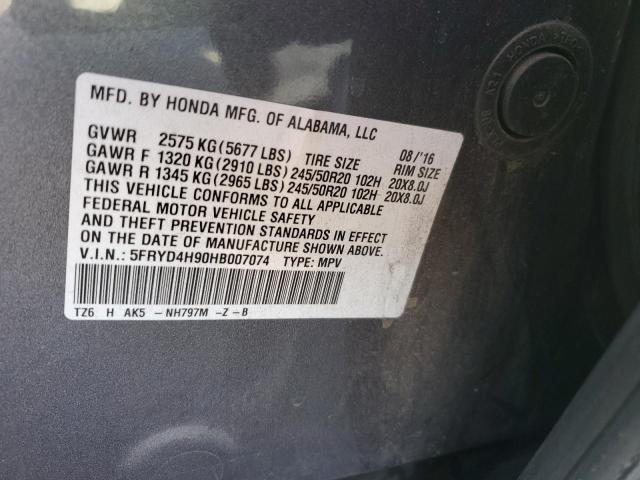 MFD. BY HONDA MFG. OF ALABAMA, LLC
08/'16
GVWR 2575 KG(5677 LBS) TIRE SIZE RIM SIZE
GAWR F 1320 KG(2910 LBS) 245/50R20 102H 20X8.0J
GAWR R 1345 KG(2965 LBS) 245/50R20 102H 20X8.0J
THIS VEHICLE CONFORMS TO ALL APPLICABLE
FEDERAL MOTOR VEHICLE SAFETY
AND THEFT PREVENTION STANDARDS IN EFFECT
ON THE DATE OF MANUFACTURE SHOWN ABOVE.
V.I.N.: 5FRYD4H90HB007074 TYPE: MPV
TZ6 H AK5 -NH797M -Z-B
HONDA